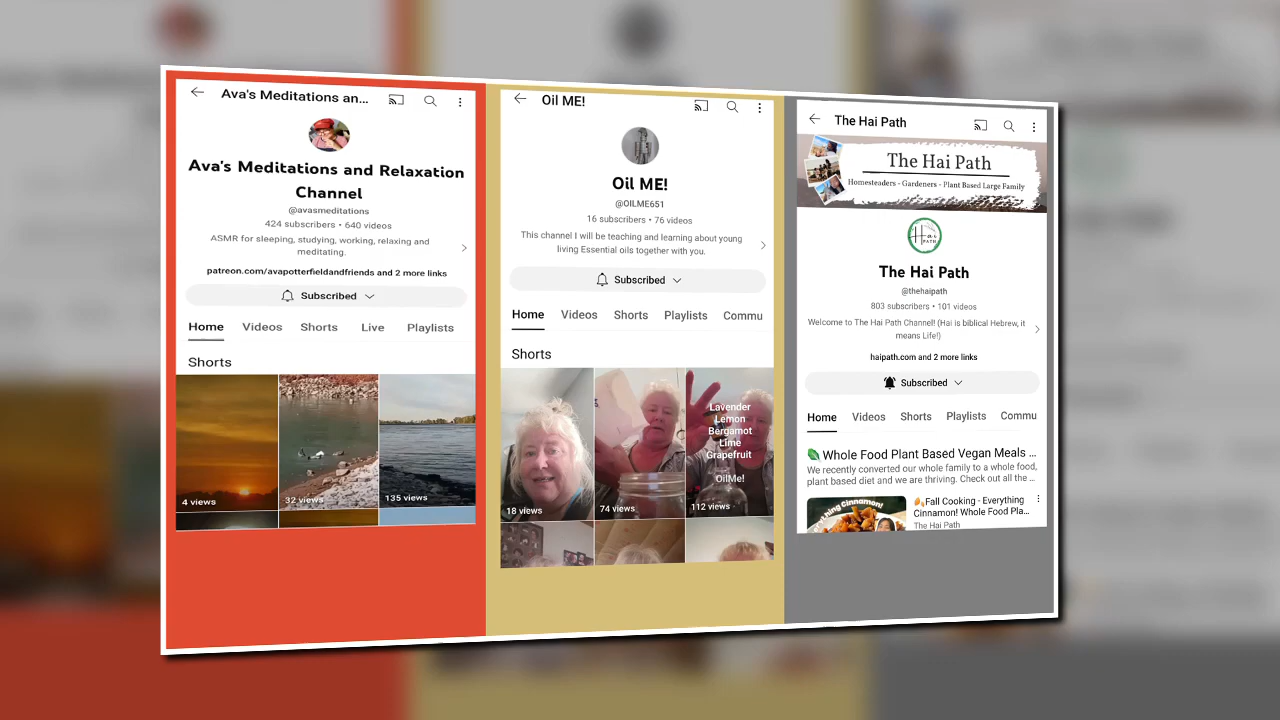 Ava's Meditations an...
Ava's Meditations and Relaxation
Channel
@avasmeditations
424 subscribers • 640 videos
ASMR for sleeping, studying, working, relaxing and
meditating.
patreon.com/avapotterfieldandfriends and 2 more links
Subscribed
Home Videos Shorts Live Playlists
Shorts
4 views
32 views
135 views
Oil ME!
Oil ME!
@OILME651
16 subscribers • 76 videos
This channel I will be teaching and learning about young
living Essential oils together with you.
Subscribed
Home Videos Shorts Playlists Commu
Shorts
Lavender
Lemon
Bergamot
Lime
Grapefruit
OilMe!
18 views
74 views
112 views
The Hai Path
The Hai Path
Homesteaders - Gardeners - Plant Based Large Family
Hai
PATH
The Hai Path
@thehaipath
803 subscribers • 101 videos
Welcome to The Hai Path Channel! (Hai is biblical Hebrew, it
means Life!)
haipath.com and 2 more links
Subscribed
Home Videos Shorts Playlists Commu
Whole Food Plant Based Vegan Meals ...
We recently converted our whole family to a whole food,
plant based diet and we are thriving. Check out all the ...
Fall Cooking - Everything
Cinnamon! Whole Food Pla...
The Hai Path